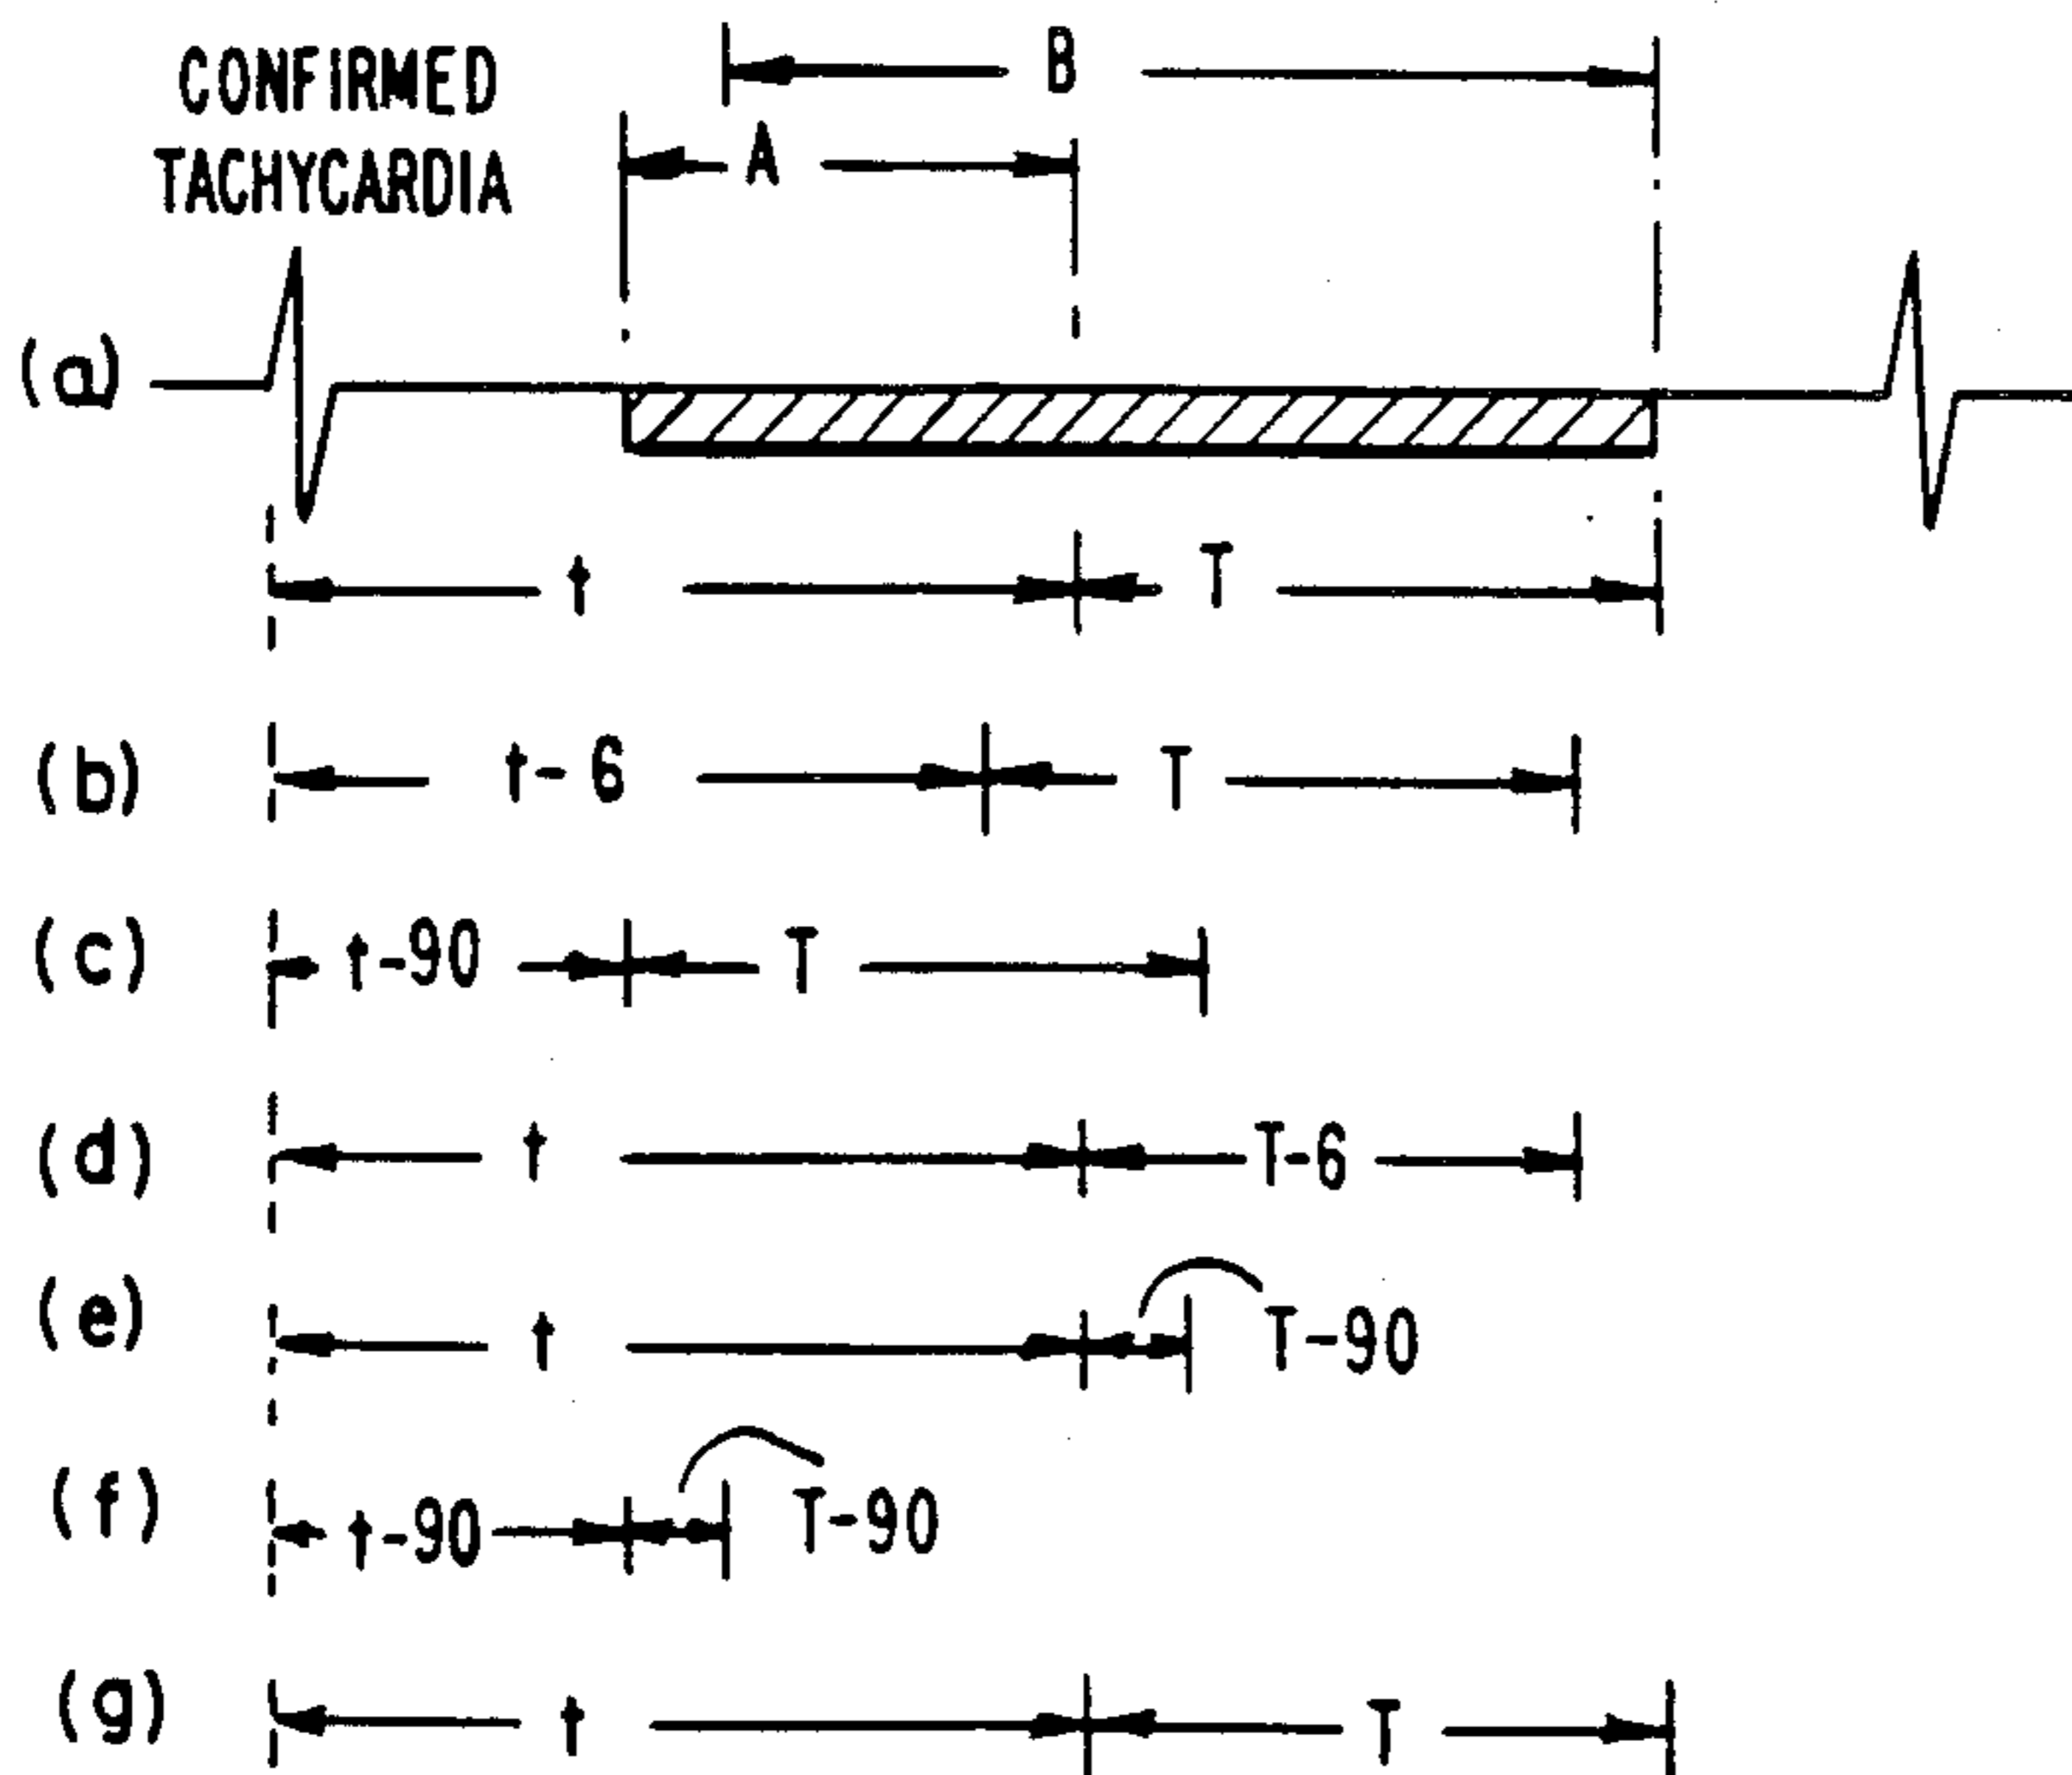 CONFIRMED
TACHYCARDIA
B
A
(a)
t T
(b) t-6 T
(c) t-90 T
(d) t T-6
(e) t T-90
(f) t-90 T-90
(g) t T